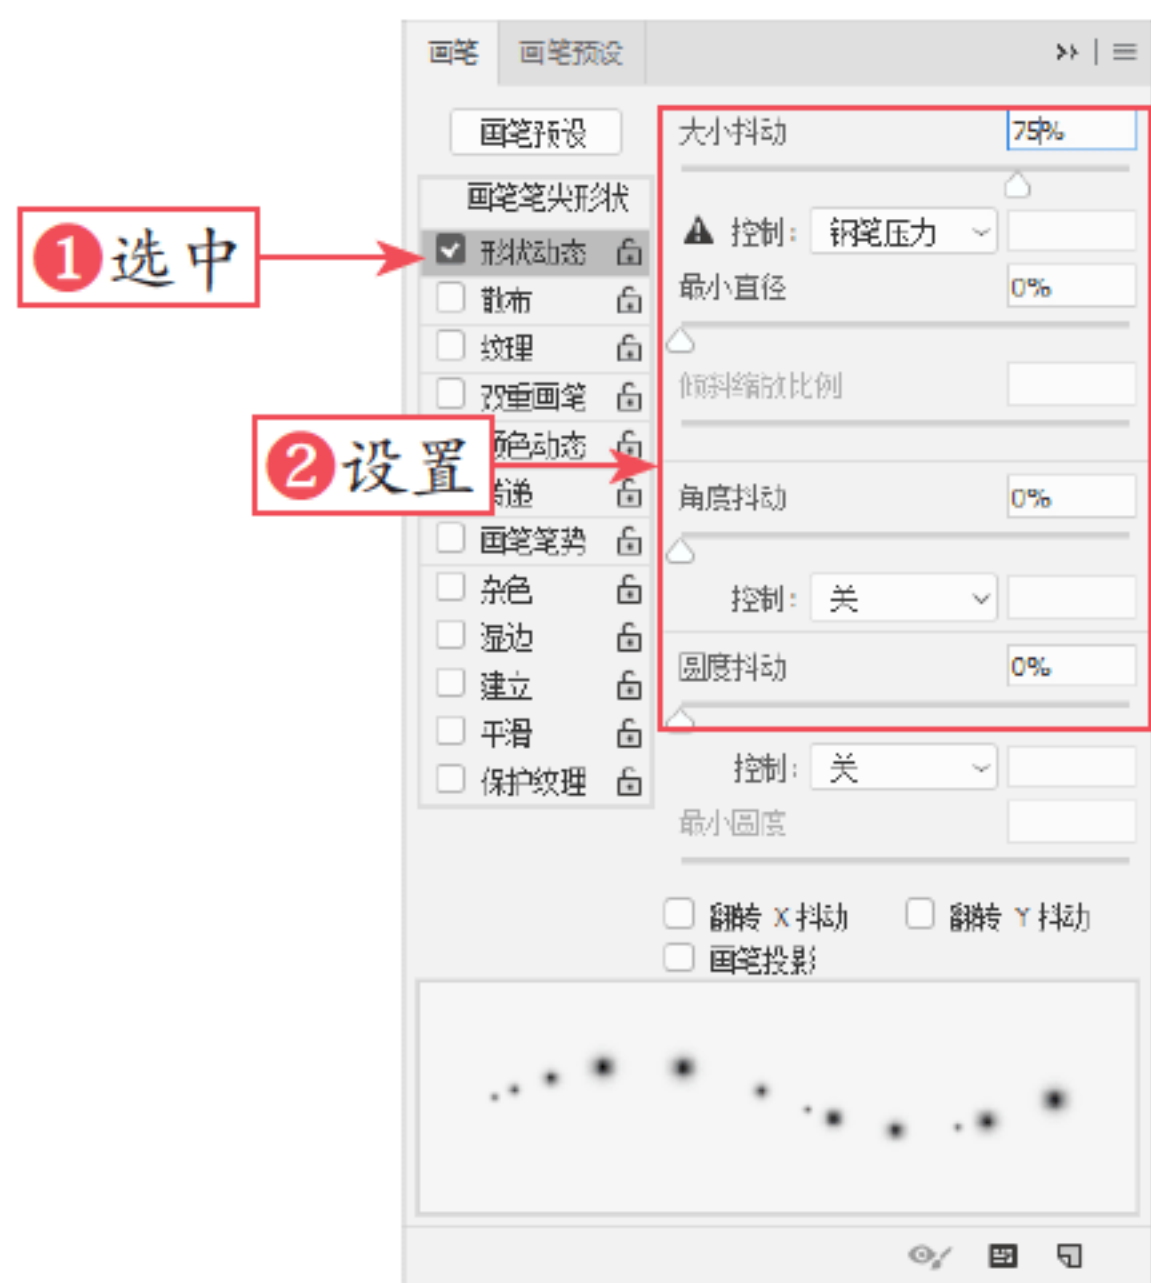 画笔 画笔预设
画笔预设
大小抖动 75%
画笔笔尖形状
控制： 钢笔压力
1 选中
形状动态
最小直径 0%
散布
纹理
倾斜缩放比例
双重画笔
颜色动态
2 设置
传递
角度抖动 0%
画笔笔势
控制： 关
杂色
湿边
圆度抖动 0%
建立
平滑
控制： 关
保护纹理
最小圆度
翻转 X 抖动 翻转 Y 抖动
画笔投影